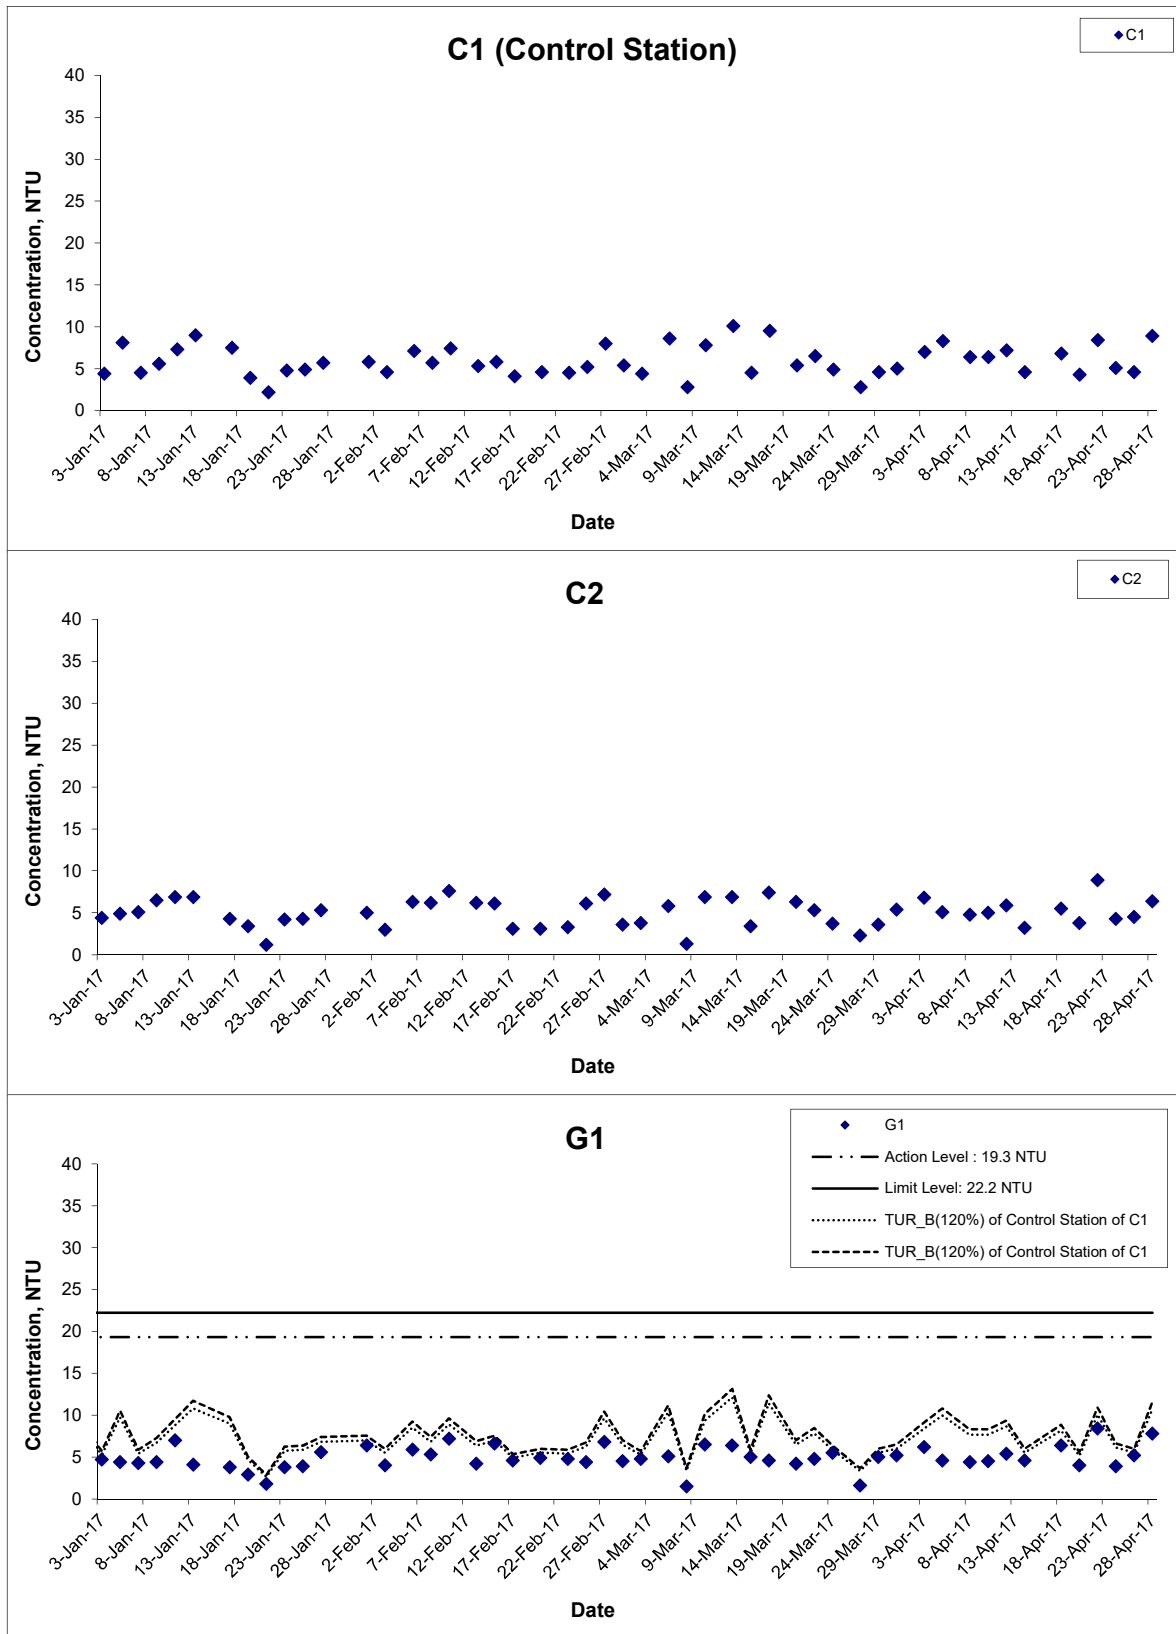 C1 (Control Station)
C1
Concentration, NTU
40
35
30
25
20
15
10
5
0
3-Jan-17
8-Jan-17
13-Jan-17
18-Jan-17
23-Jan-17
28-Jan-17
2-Feb-17
7-Feb-17
12-Feb-17
17-Feb-17
22-Feb-17
27-Feb-17
4-Mar-17
9-Mar-17
14-Mar-17
19-Mar-17
24-Mar-17
29-Mar-17
3-Apr-17
8-Apr-17
13-Apr-17
18-Apr-17
23-Apr-17
28-Apr-17
Date
C2
C2
Concentration, NTU
40
35
30
25
20
15
10
5
0
3-Jan-17
8-Jan-17
13-Jan-17
18-Jan-17
23-Jan-17
28-Jan-17
2-Feb-17
7-Feb-17
12-Feb-17
17-Feb-17
22-Feb-17
27-Feb-17
4-Mar-17
9-Mar-17
14-Mar-17
19-Mar-17
24-Mar-17
29-Mar-17
3-Apr-17
8-Apr-17
13-Apr-17
18-Apr-17
23-Apr-17
28-Apr-17
Date
G1
G1
Action Level : 19.3 NTU
Limit Level: 22.2 NTU
TUR_B(120%) of Control Station of C1
TUR_B(120%) of Control Station of C1
Concentration, NTU
40
35
30
25
20
15
10
5
0
3-Jan-17
8-Jan-17
13-Jan-17
18-Jan-17
23-Jan-17
28-Jan-17
2-Feb-17
7-Feb-17
12-Feb-17
17-Feb-17
22-Feb-17
27-Feb-17
4-Mar-17
9-Mar-17
14-Mar-17
19-Mar-17
24-Mar-17
29-Mar-17
3-Apr-17
8-Apr-17
13-Apr-17
18-Apr-17
23-Apr-17
28-Apr-17
Date